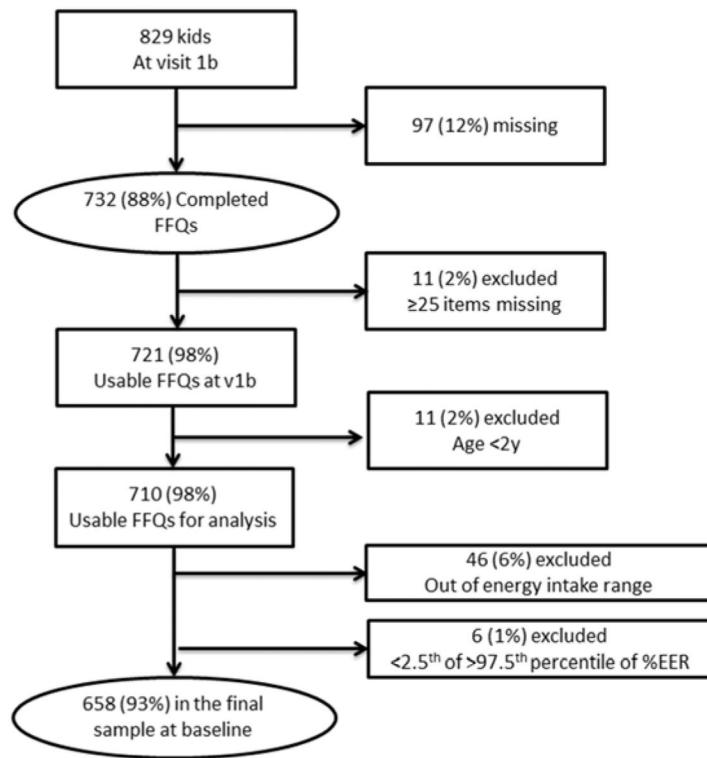 829 kids
At visit 1b
97 (12%) missing
732 (88%) Completed
FFQs
11 (2%) excluded
≥25 items missing
721 (98%)
Usable FFQs at v1b
11 (2%) excluded
Age <2y
710 (98%)
Usable FFQs for analysis
46 (6%) excluded
Out of energy intake range
6 (1%) excluded
<2.5th of >97.5th percentile of %EER
658 (93%) in the final
sample at baseline